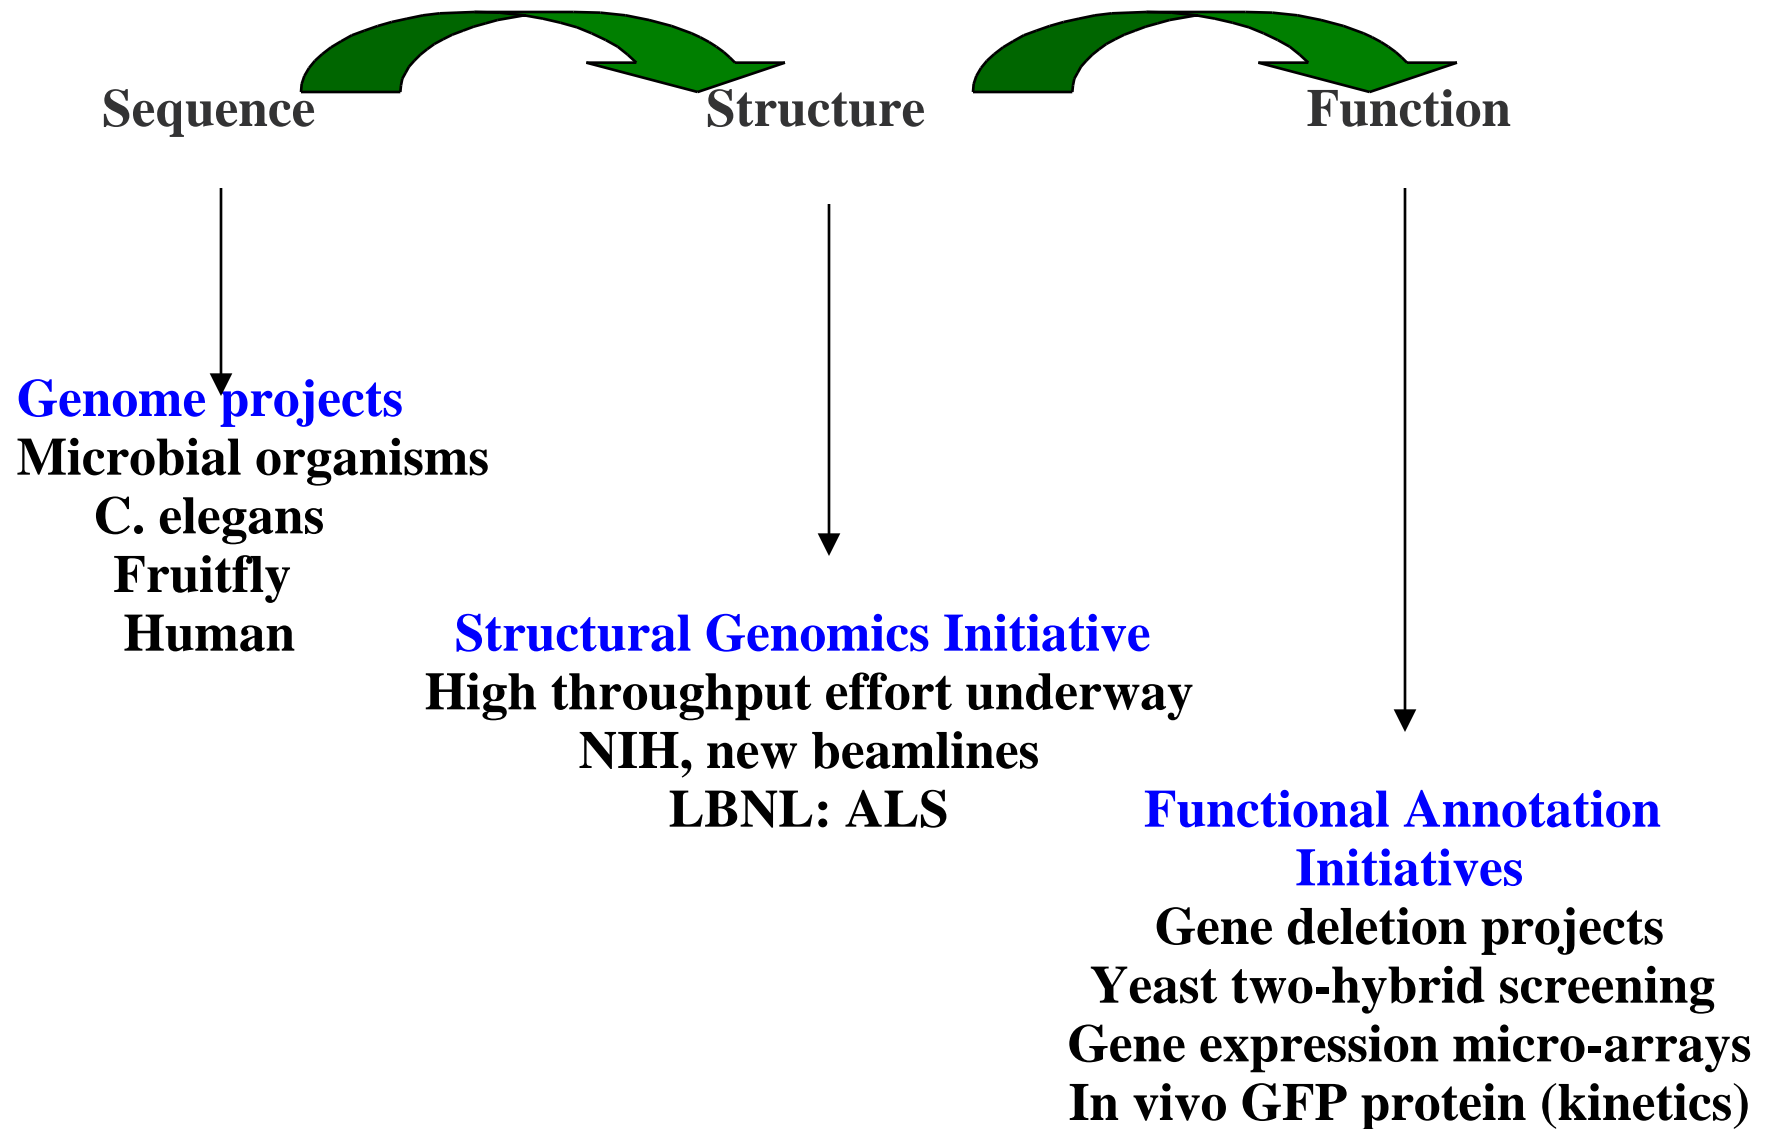 Sequence
Structure
Function
Genome projects
Microbial organisms
C. elegans
Fruitfly
Human
Structural Genomics Initiative
High throughput effort underway
NIH, new beamlines
LBNL: ALS
Functional Annotation
Initiatives
Gene deletion projects
Yeast two-hybrid screening
Gene expression micro-arrays
In vivo GFP protein (kinetics)